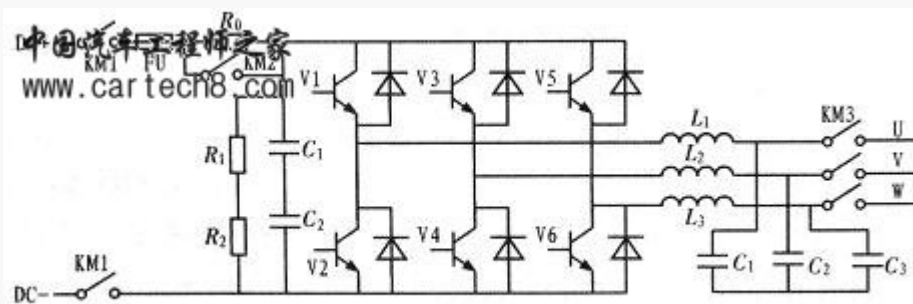 R₀
DC+
中国汽车工程师之家
KM1 FU KM2
www.cartech8.com
V1 V3 V5
L₁ KM3 U
R₁ C₁
L₂ V
W
L₃
R₂ C₂
V2 V4 V6
C₁ C₂ C₃
KM1
DC-